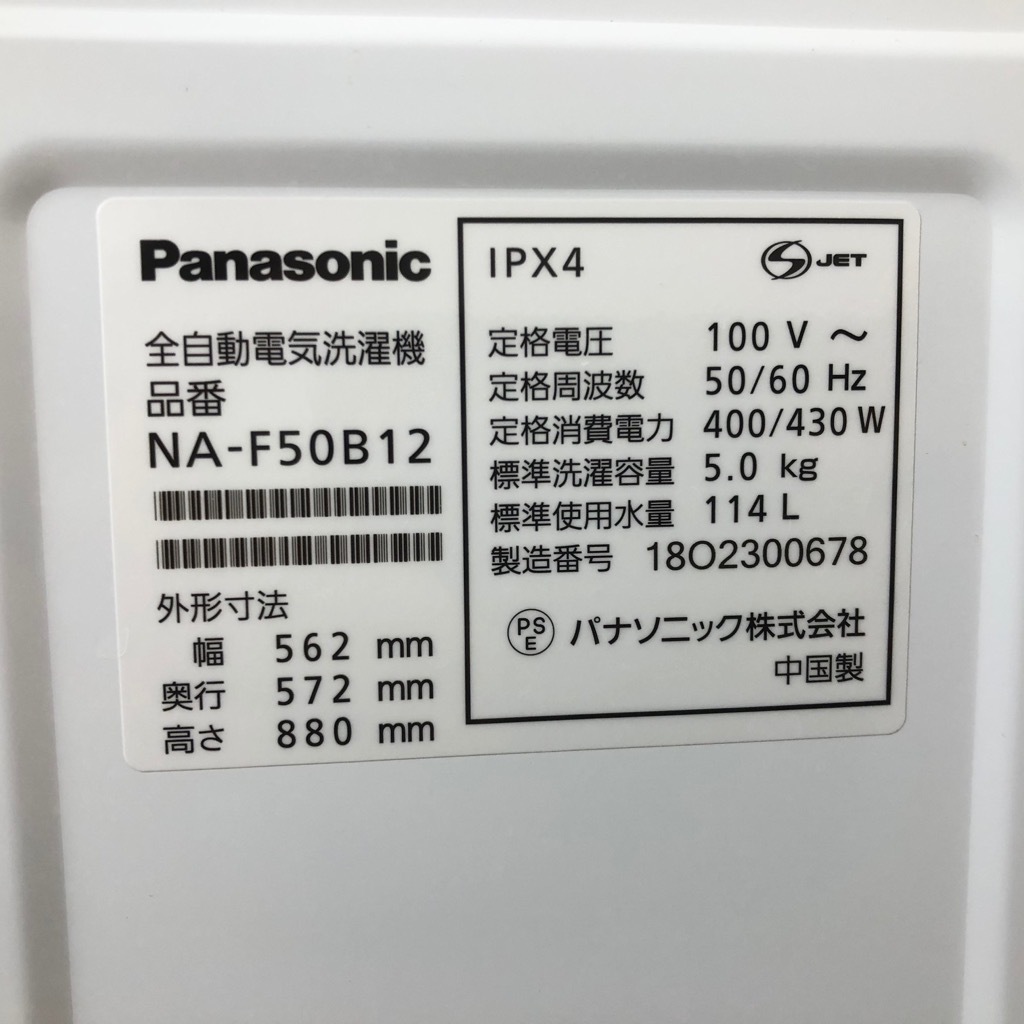 Panasonic
全自動電気洗濯機
品番
NA-F50B12
外形寸法
幅 562 mm
奥行 572 mm
高さ 880 mm
IPX4
S JET
定格電圧 100 V ～
定格周波数 50/60 Hz
定格消費電力 400/430 W
標準洗濯容量 5.0 kg
標準使用水量 114 L
製造番号 18O2300678
PS
E
パナソニック株式会社
中国製